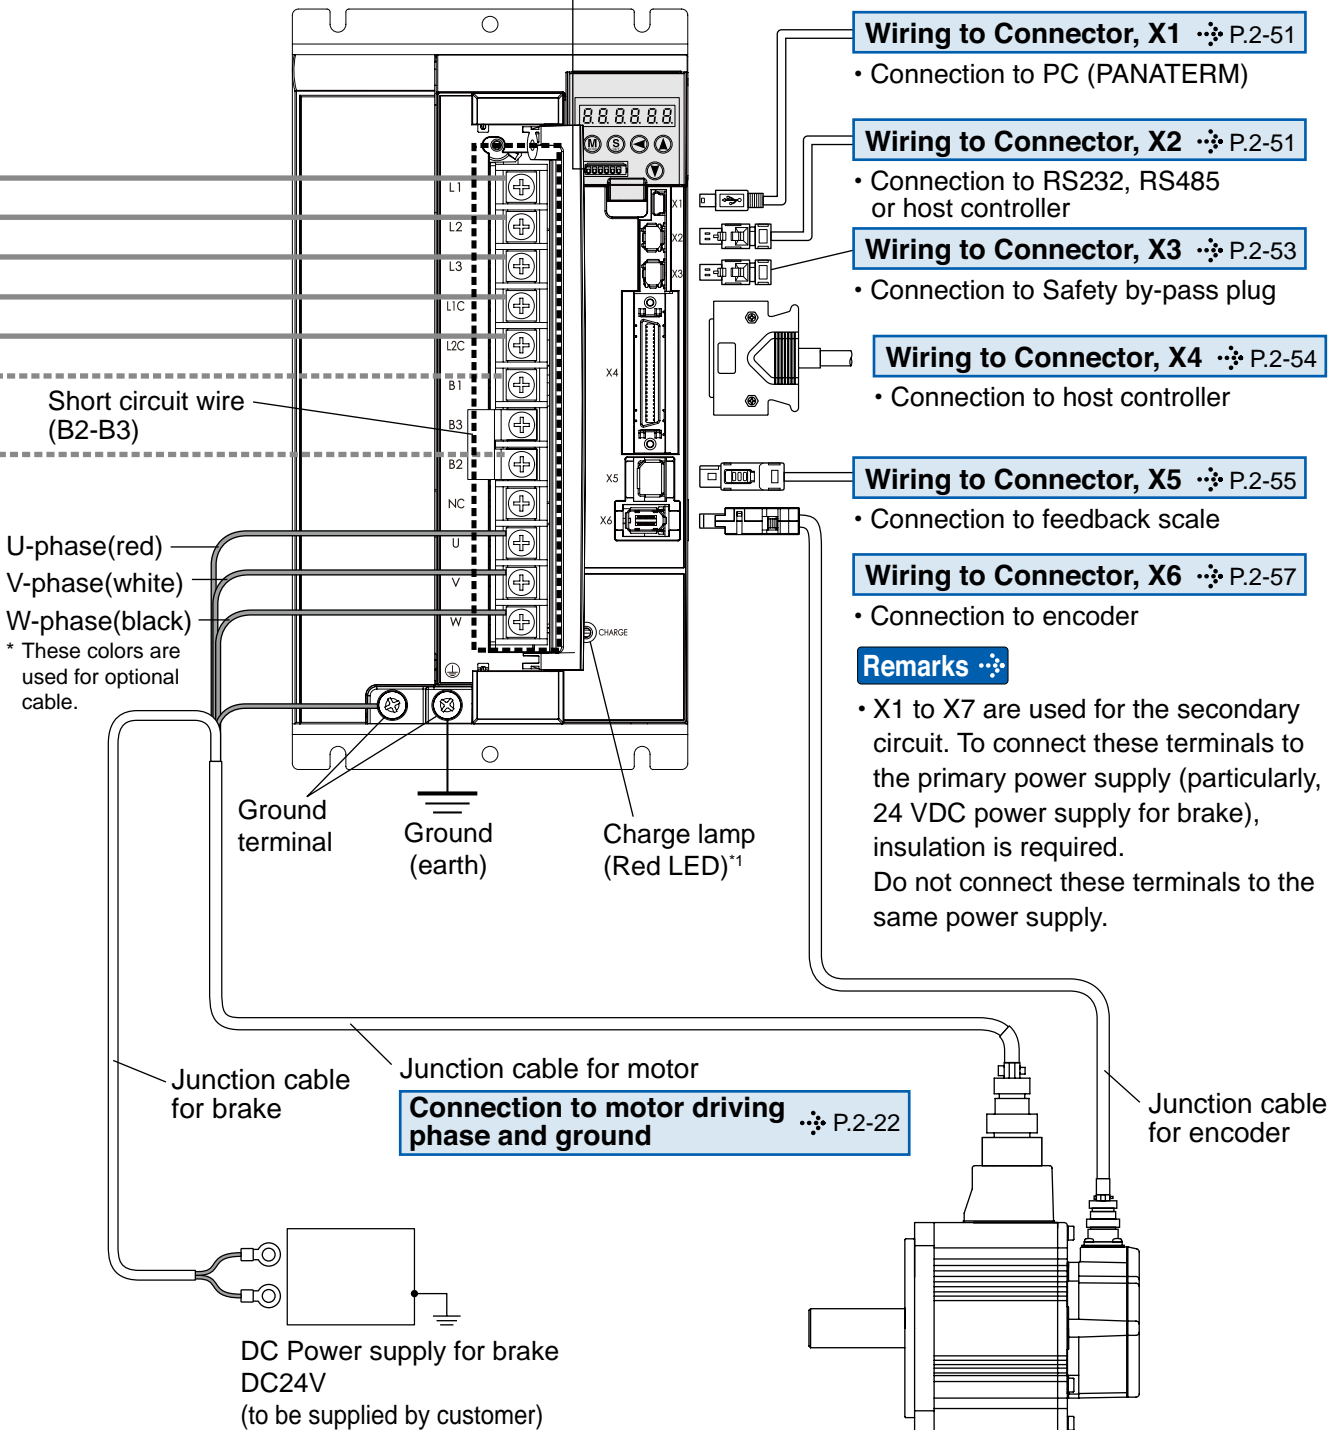 Wiring to Connector, X1 P.2-51
・Connection to PC (PANATERM)
Wiring to Connector, X2 P.2-51
・Connection to RS232, RS485
or host controller
Wiring to Connector, X3 P.2-53
・Connection to Safety by-pass plug
Wiring to Connector, X4 P.2-54
・Connection to host controller
Wiring to Connector, X5 P.2-55
・Connection to feedback scale
Wiring to Connector, X6 P.2-57
・Connection to encoder
Remarks
・X1 to X7 are used for the secondary
circuit. To connect these terminals to
the primary power supply (particularly,
24 VDC power supply for brake),
insulation is required.
Do not connect these terminals to the
same power supply.
8.8.8.8.8.8.
M S
L1
L2
L3
L1C
L2C
B1
B3
B2
NC
U
V
W
X1
X2
X3
X4
X5
X6
CHARGE
Short circuit wire
(B2-B3)
U-phase(red)
V-phase(white)
W-phase(black)
* These colors are
used for optional
cable.
Ground
terminal
Ground
(earth)
Charge lamp
(Red LED)*1
Junction cable
for brake
Junction cable for motor
Connection to motor driving
phase and ground P.2-22
Junction cable
for encoder
DC Power supply for brake
DC24V
(to be supplied by customer)